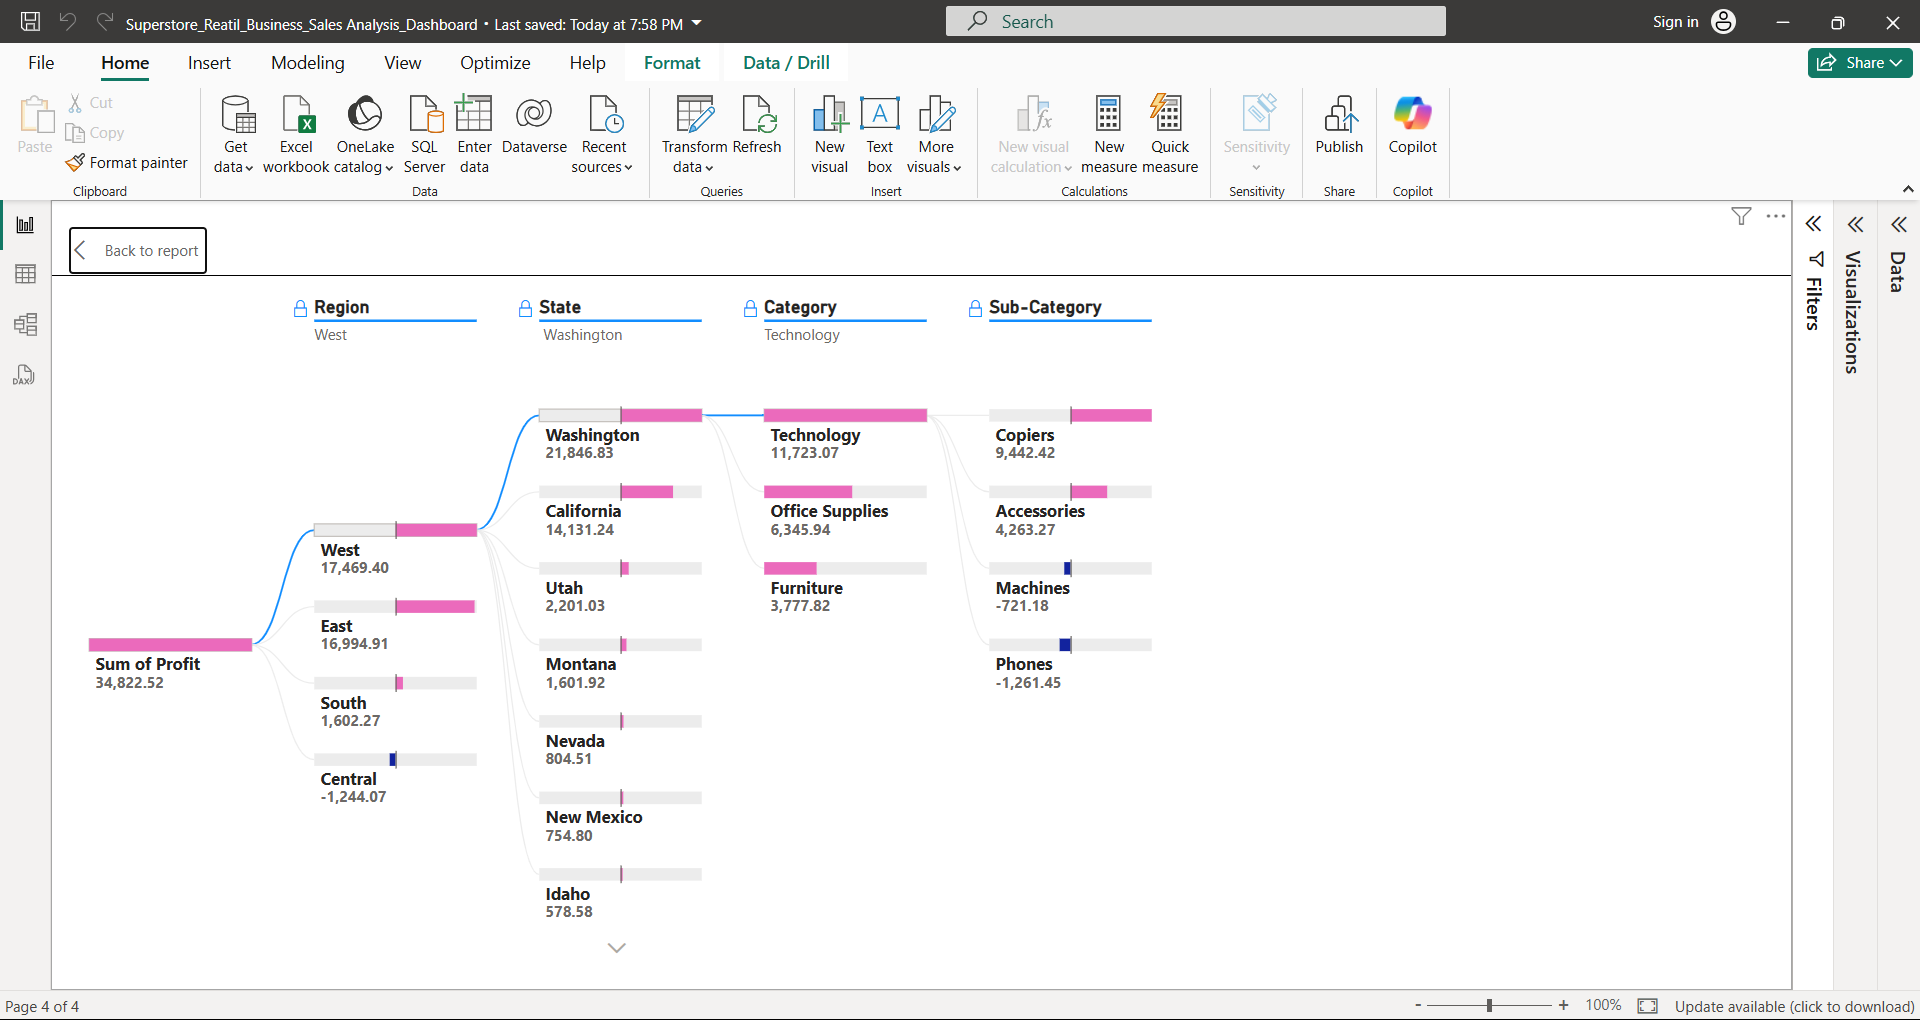 Superstore_Reatil_Business_Sales Analysis_Dashboard • Last saved: Today at 7:58 PM
Search
Sign in
File
Home
Insert
Modeling
View
Optimize
Help
Format
Data / Drill
Share
Paste
Cut
Copy
Format painter
Clipboard
Get
data
Excel
workbook
OneLake
catalog
SQL
Server
Enter
data
Dataverse
Recent
sources
Data
Transform
data
Refresh
Queries
New
visual
Text
box
More
visuals
Insert
New visual
calculation
New
measure
Quick
measure
Calculations
Sensitivity
Sensitivity
Publish
Share
Copilot
Copilot
DAX
Back to report
Filters
Visualizations
Data
Region
West
State
Washington
Category
Technology
Sub-Category
Sum of Profit
34,822.52
West
17,469.40
East
16,994.91
South
1,602.27
Central
-1,244.07
Washington
21,846.83
California
14,131.24
Utah
2,201.03
Montana
1,601.92
Nevada
804.51
New Mexico
754.80
Idaho
578.58
Technology
11,723.07
Office Supplies
6,345.94
Furniture
3,777.82
Copiers
9,442.42
Accessories
4,263.27
Machines
-721.18
Phones
-1,261.45
Page 4 of 4
- + 100%
Update available (click to download)